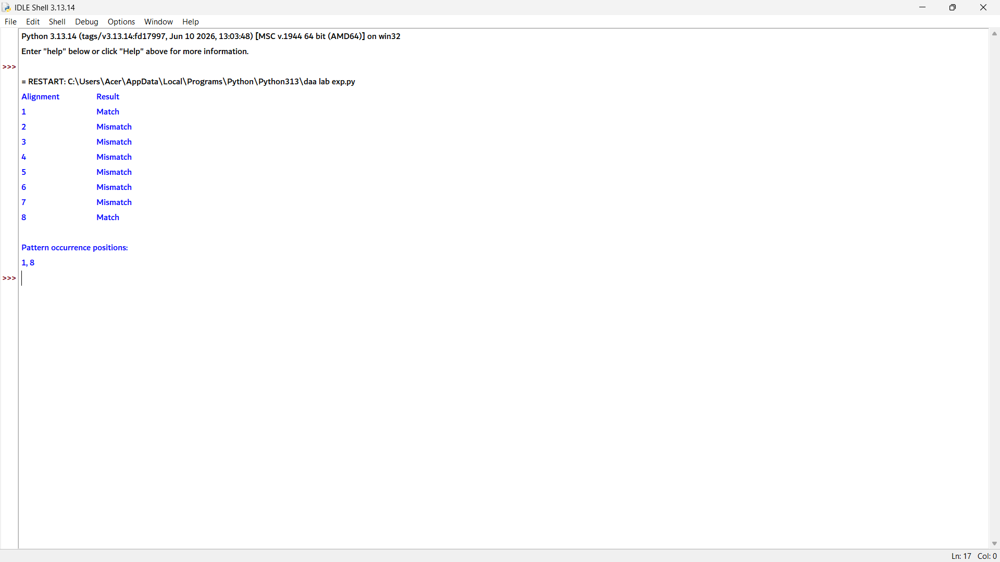 IDLE Shell 3.13.14
File Edit Shell Debug Options Window Help
Python 3.13.14 (tags/v3.13.14:fd17997, Jun 10 2026, 13:03:48) [MSC v.1944 64 bit (AMD64)] on win32
Enter "help" below or click "Help" above for more information.
>>>
= RESTART: C:\Users\Acer\AppData\Local\Programs\Python\Python313\daa lab exp.py
Alignment Result
1 Match
2 Mismatch
3 Mismatch
4 Mismatch
5 Mismatch
6 Mismatch
7 Mismatch
8 Match
Pattern occurrence positions:
1, 8
>>>
Ln: 17 Col: 0